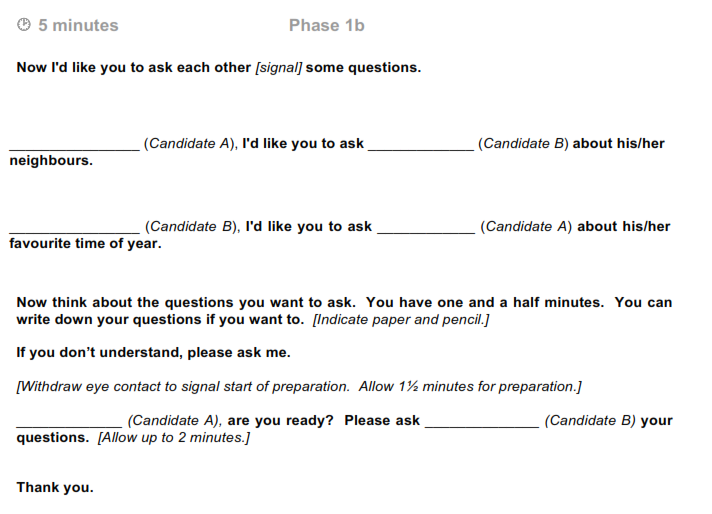 5 minutes Phase 1b
Now I'd like you to ask each other [signal] some questions.
_________________ (Candidate A), I'd like you to ask ______________ (Candidate B) about his/her
neighbours.
_________________ (Candidate B), I'd like you to ask _____________ (Candidate A) about his/her
favourite time of year.
Now think about the questions you want to ask. You have one and a half minutes. You can
write down your questions if you want to. [Indicate paper and pencil.]
If you don’t understand, please ask me.
[Withdraw eye contact to signal start of preparation. Allow 1½ minutes for preparation.]
______________ (Candidate A), are you ready? Please ask _______________ (Candidate B) your
questions. [Allow up to 2 minutes.]
Thank you.